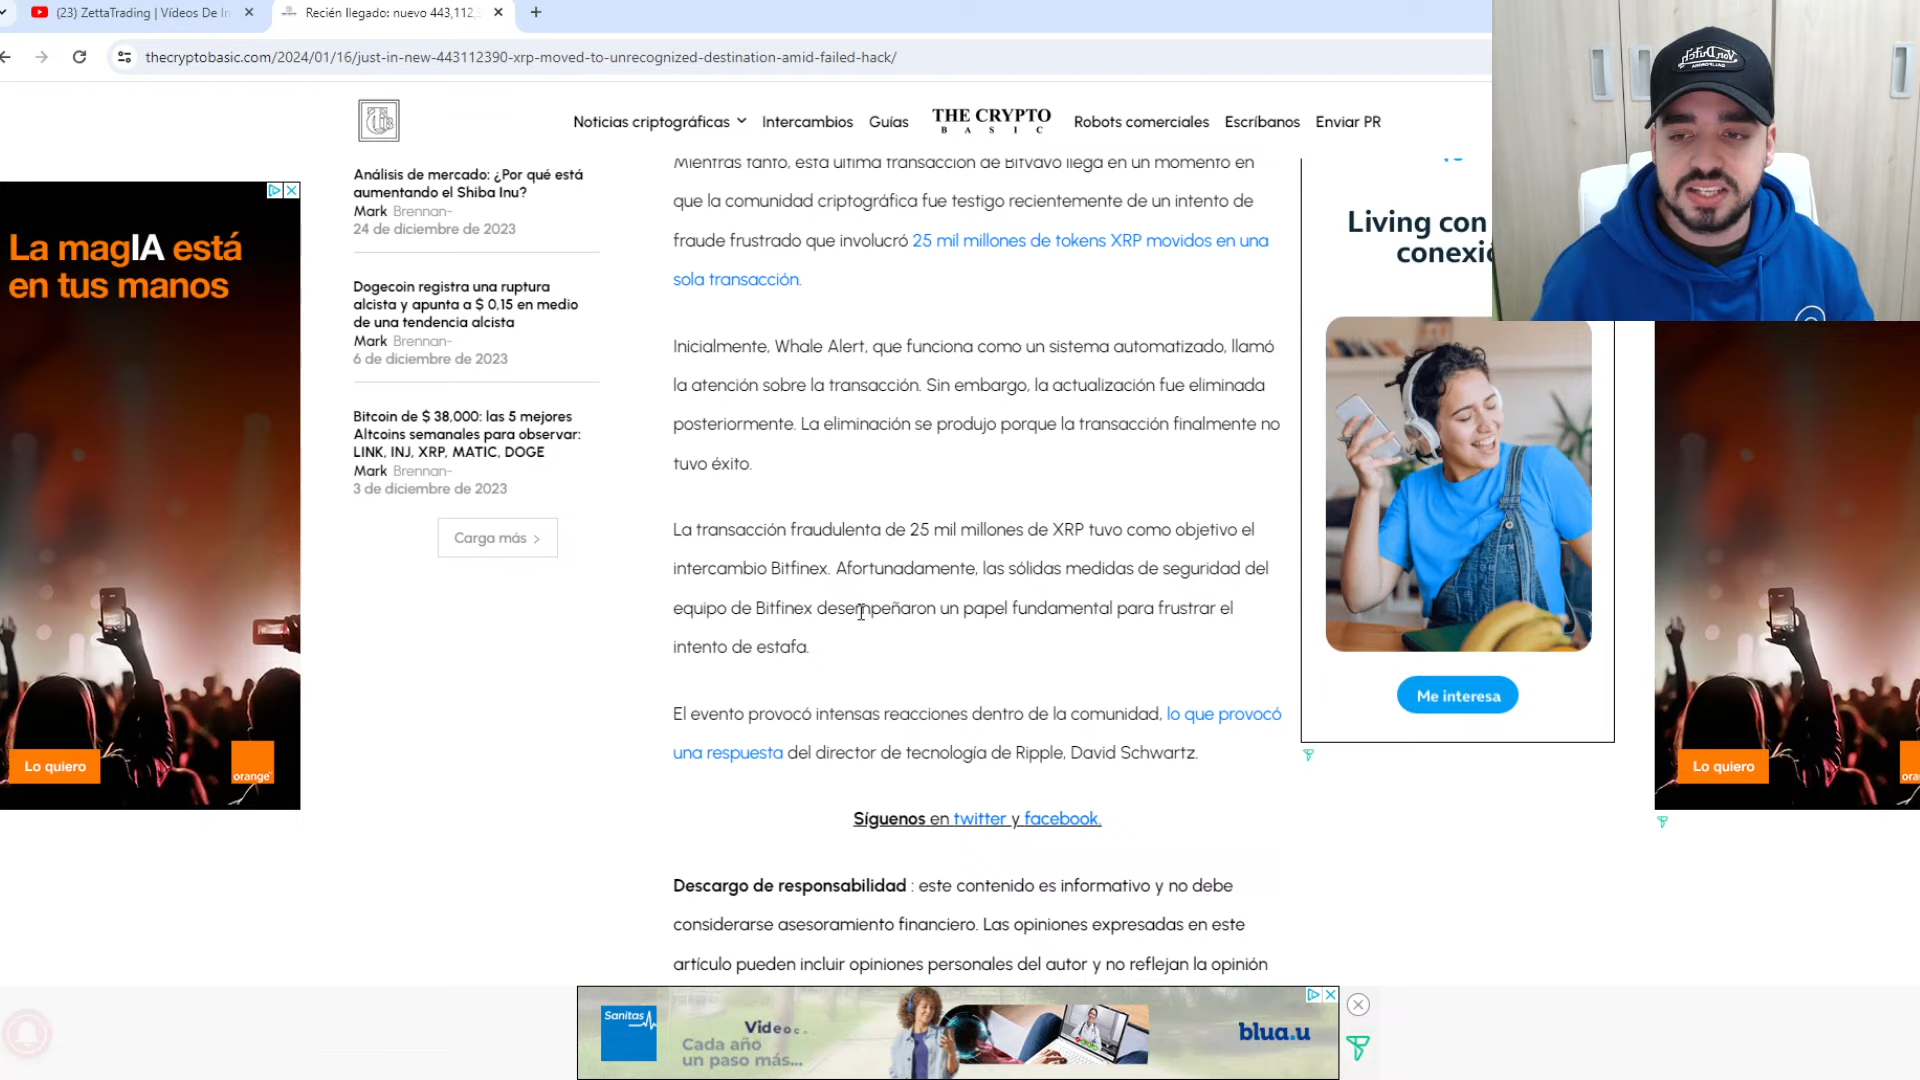 (23) ZettaTrading | Vídeos De In
Recién llegado: nuevo 443,112,
thecryptobasic.com/2024/01/16/just-in-new-443112390-xrp-moved-to-unrecognized-destination-amid-failed-hack/
Noticias criptográficas
Intercambios
Guías
THE CRYPTO
BASIC
Robots comerciales
Escríbanos
Enviar PR
Análisis de mercado: ¿Por qué está
aumentando el Shiba Inu?
Mark Brennan-
24 de diciembre de 2023
Dogecoin registra una ruptura
alcista y apunta a $ 0,15 en medio
de una tendencia alcista
Mark Brennan-
6 de diciembre de 2023
Bitcoin de $ 38,000: las 5 mejores
Altcoins semanales para observar:
LINK, INJ, XRP, MATIC, DOGE
Mark Brennan-
3 de diciembre de 2023
Carga más >
Mientras tanto, esta última transacción de Bitvavo llega en un momento en
que la comunidad criptográfica fue testigo recientemente de un intento de
fraude frustrado que involucró 25 mil millones de tokens XRP movidos en una
sola transacción.
Inicialmente, Whale Alert, que funciona como un sistema automatizado, llamó
la atención sobre la transacción. Sin embargo, la actualización fue eliminada
posteriormente. La eliminación se produjo porque la transacción finalmente no
tuvo éxito.
La transacción fraudulenta de 25 mil millones de XRP tuvo como objetivo el
intercambio Bitfinex. Afortunadamente, las sólidas medidas de seguridad del
equipo de Bitfinex desempeñaron un papel fundamental para frustrar el
intento de estafa.
El evento provocó intensas reacciones dentro de la comunidad, lo que provocó
una respuesta del director de tecnología de Ripple, David Schwartz.
Síguenos en twitter y facebook.
Descargo de responsabilidad : este contenido es informativo y no debe
considerarse asesoramiento financiero. Las opiniones expresadas en este
artículo pueden incluir opiniones personales del autor y no reflejan la opinión
La magIA está
en tus manos
Lo quiero
orange
Living con
conexió
Me interesa
Lo quiero
ora
Sanitas
Videoc
Cada año
un paso más...
blua.u